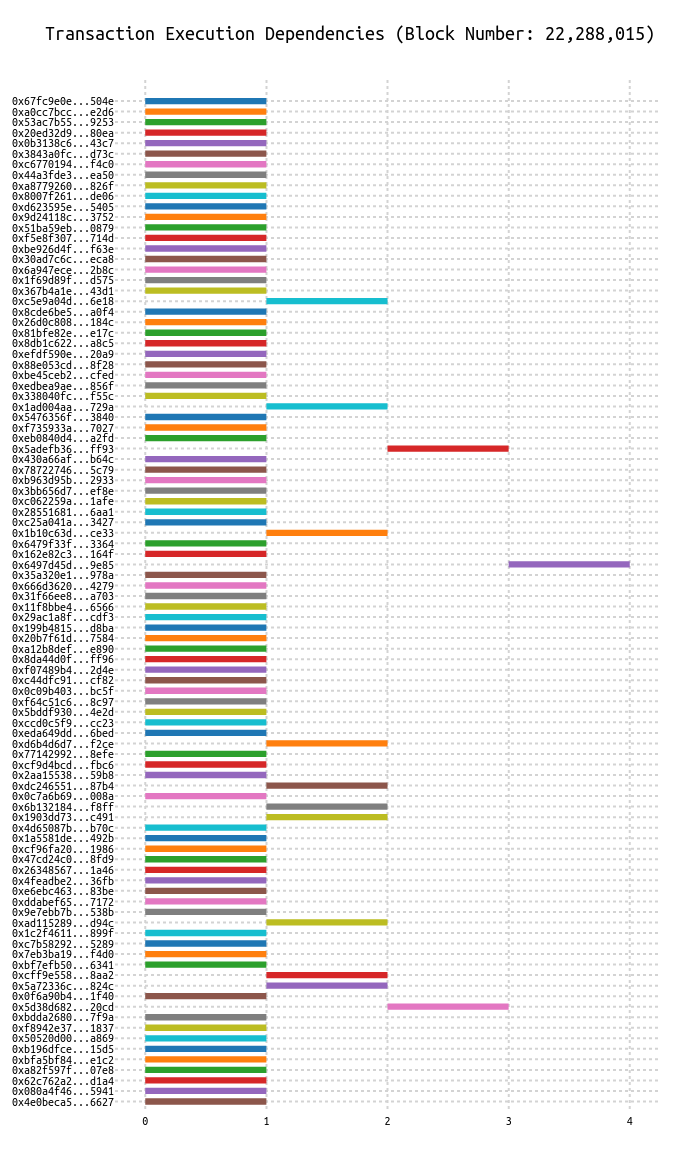 Transaction Execution Dependencies (Block Number: 22,288,015)
0x67fc9e0e...504e
0xa0cc7bcc...e2d6
0x53ac7b55...9253
0x20ed32d9...80ea
0x0b3138c6...43c7
0x3843a0fc...d73c
0xc6770194...f4c0
0x44a3fde3...ea50
0xa8779260...826f
0x8007f261...de06
0xd623595e...5405
0x9d24118c...3752
0x51ba59eb...0879
0xf5e8f307...714d
0xbe926d4f...f63e
0x30ad7c6c...eca8
0x6a947ece...2b8c
0x1f69d89f...d575
0x367b4a1e...43d1
0xc5e9a04d...6e18
0x8cde6be5...a0f4
0x26d0c808...184c
0x81bfe82e...e17c
0x8db1c622...a8c5
0xefdf590e...20a9
0x88e053cd...8f28
0xbe45ceb2...cfed
0xedbea9ae...856f
0x338040fc...f55c
0x1ad004aa...729a
0x5476356f...3840
0xf735933a...7027
0xeb0840d4...a2fd
0x5adefb36...ff93
0x430a66af...b64c
0x78722746...5c79
0xb963d95b...2933
0x3bb656d7...ef8e
0xc062259a...1afe
0x28551681...6aa1
0xc25a041a...3427
0x1b10c63d...ce33
0x6479f33f...3364
0x162e82c3...164f
0x6497d45d...9e85
0x35a320e1...978a
0x666d3620...4279
0x31f66ee8...a703
0x11f8bbe4...6566
0x29ac1a8f...cdf3
0x199b4815...d8ba
0x20b7f61d...7584
0xa12b8def...e890
0x8da44d0f...ff96
0xf07489b4...2d4e
0xc44dfc91...cf82
0x0c09b403...bc5f
0xf64c51c6...8c97
0x5bddf930...4e2d
0xccd0c5f9...cc23
0xeda649dd...6bed
0xd6b4d6d7...f2ce
0x77142992...8efe
0xcf9d4bcd...fbc6
0x2aa15538...59b8
0xdc246551...87b4
0x0c7a6b69...008a
0x6b132184...f8ff
0x1903dd73...c491
0x4d65087b...b70c
0x1a5581de...492b
0xcf96fa20...1986
0x47cd24c0...8fd9
0x26348567...1a46
0x4feadbe2...36fb
0xe6ebc463...83be
0xddabef65...7172
0x9e7ebb7b...538b
0xad115289...d94c
0x1c2f4611...899f
0xc7b58292...5289
0x7eb3ba19...f4d0
0xbf7efb50...6341
0xcff9e558...8aa2
0x5a72336c...824c
0x0f6a90b4...1f40
0x5d38d682...20cd
0xbdda2680...7f9a
0xf8942e37...1837
0x50520d00...a869
0xb196dfce...15d5
0xbfa5bf84...e1c2
0xa82f597f...07e8
0x62c762a2...d1a4
0x080a4f46...5941
0x4e0beca5...6627
0 1 2 3 4